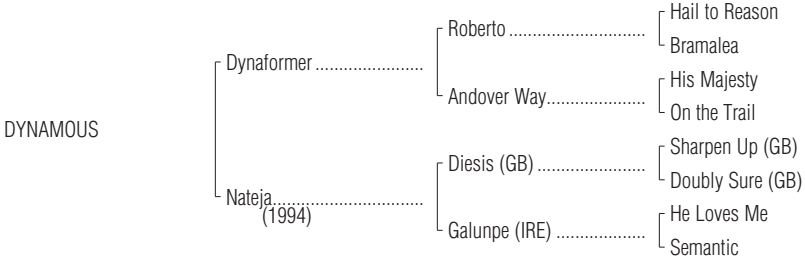 Hail to Reason
Roberto ............................
Bramalea
Dynaformer ......................
His Majesty
Andover Way.....................
On the Trail
DYNAMOUS
Sharpen Up (GB)
Diesis (GB) ......................
Doubly Sure (GB)
Nateja...............................
(1994)
He Loves Me
Galunpe (IRE) ...................
Semantic